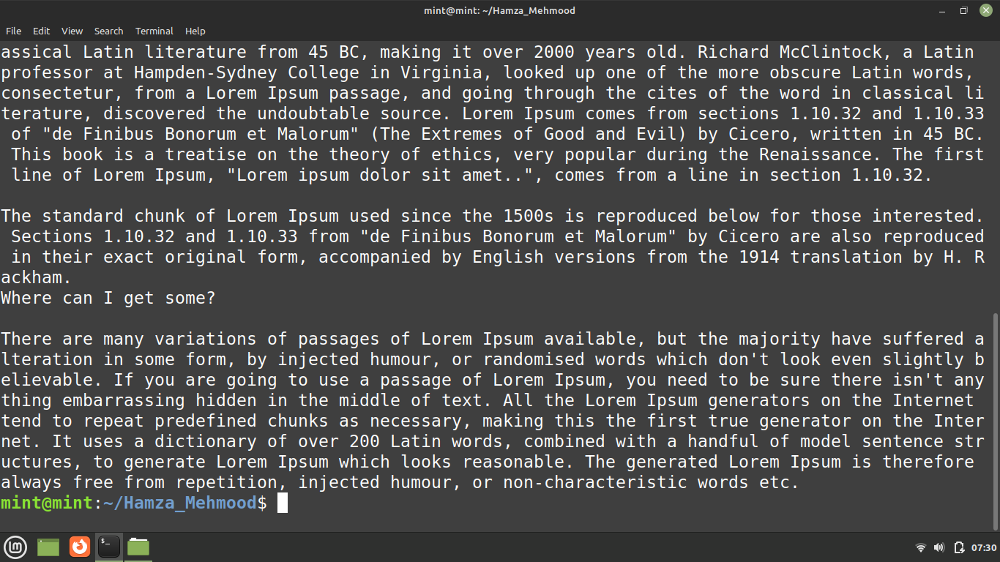 mint@mint: ~/Hamza_Mehmood
File Edit View Search Terminal Help
assical Latin literature from 45 BC, making it over 2000 years old. Richard McClintock, a Latin
professor at Hampden-Sydney College in Virginia, looked up one of the more obscure Latin words,
consectetur, from a Lorem Ipsum passage, and going through the cites of the word in classical li
terature, discovered the undoubtable source. Lorem Ipsum comes from sections 1.10.32 and 1.10.33
of "de Finibus Bonorum et Malorum" (The Extremes of Good and Evil) by Cicero, written in 45 BC.
This book is a treatise on the theory of ethics, very popular during the Renaissance. The first
line of Lorem Ipsum, "Lorem ipsum dolor sit amet..", comes from a line in section 1.10.32.
The standard chunk of Lorem Ipsum used since the 1500s is reproduced below for those interested.
Sections 1.10.32 and 1.10.33 from "de Finibus Bonorum et Malorum" by Cicero are also reproduced
in their exact original form, accompanied by English versions from the 1914 translation by H. R
ackham.
Where can I get some?
There are many variations of passages of Lorem Ipsum available, but the majority have suffered a
lteration in some form, by injected humour, or randomised words which don't look even slightly b
elievable. If you are going to use a passage of Lorem Ipsum, you need to be sure there isn't any
thing embarrassing hidden in the middle of text. All the Lorem Ipsum generators on the Internet
tend to repeat predefined chunks as necessary, making this the first true generator on the Inter
net. It uses a dictionary of over 200 Latin words, combined with a handful of model sentence str
uctures, to generate Lorem Ipsum which looks reasonable. The generated Lorem Ipsum is therefore
always free from repetition, injected humour, or non-characteristic words etc.
mint@mint:~/Hamza_Mehmood$
07:30